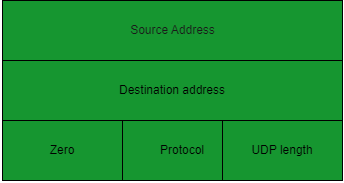 Source Address
Destination address
Zero Protocol UDP length